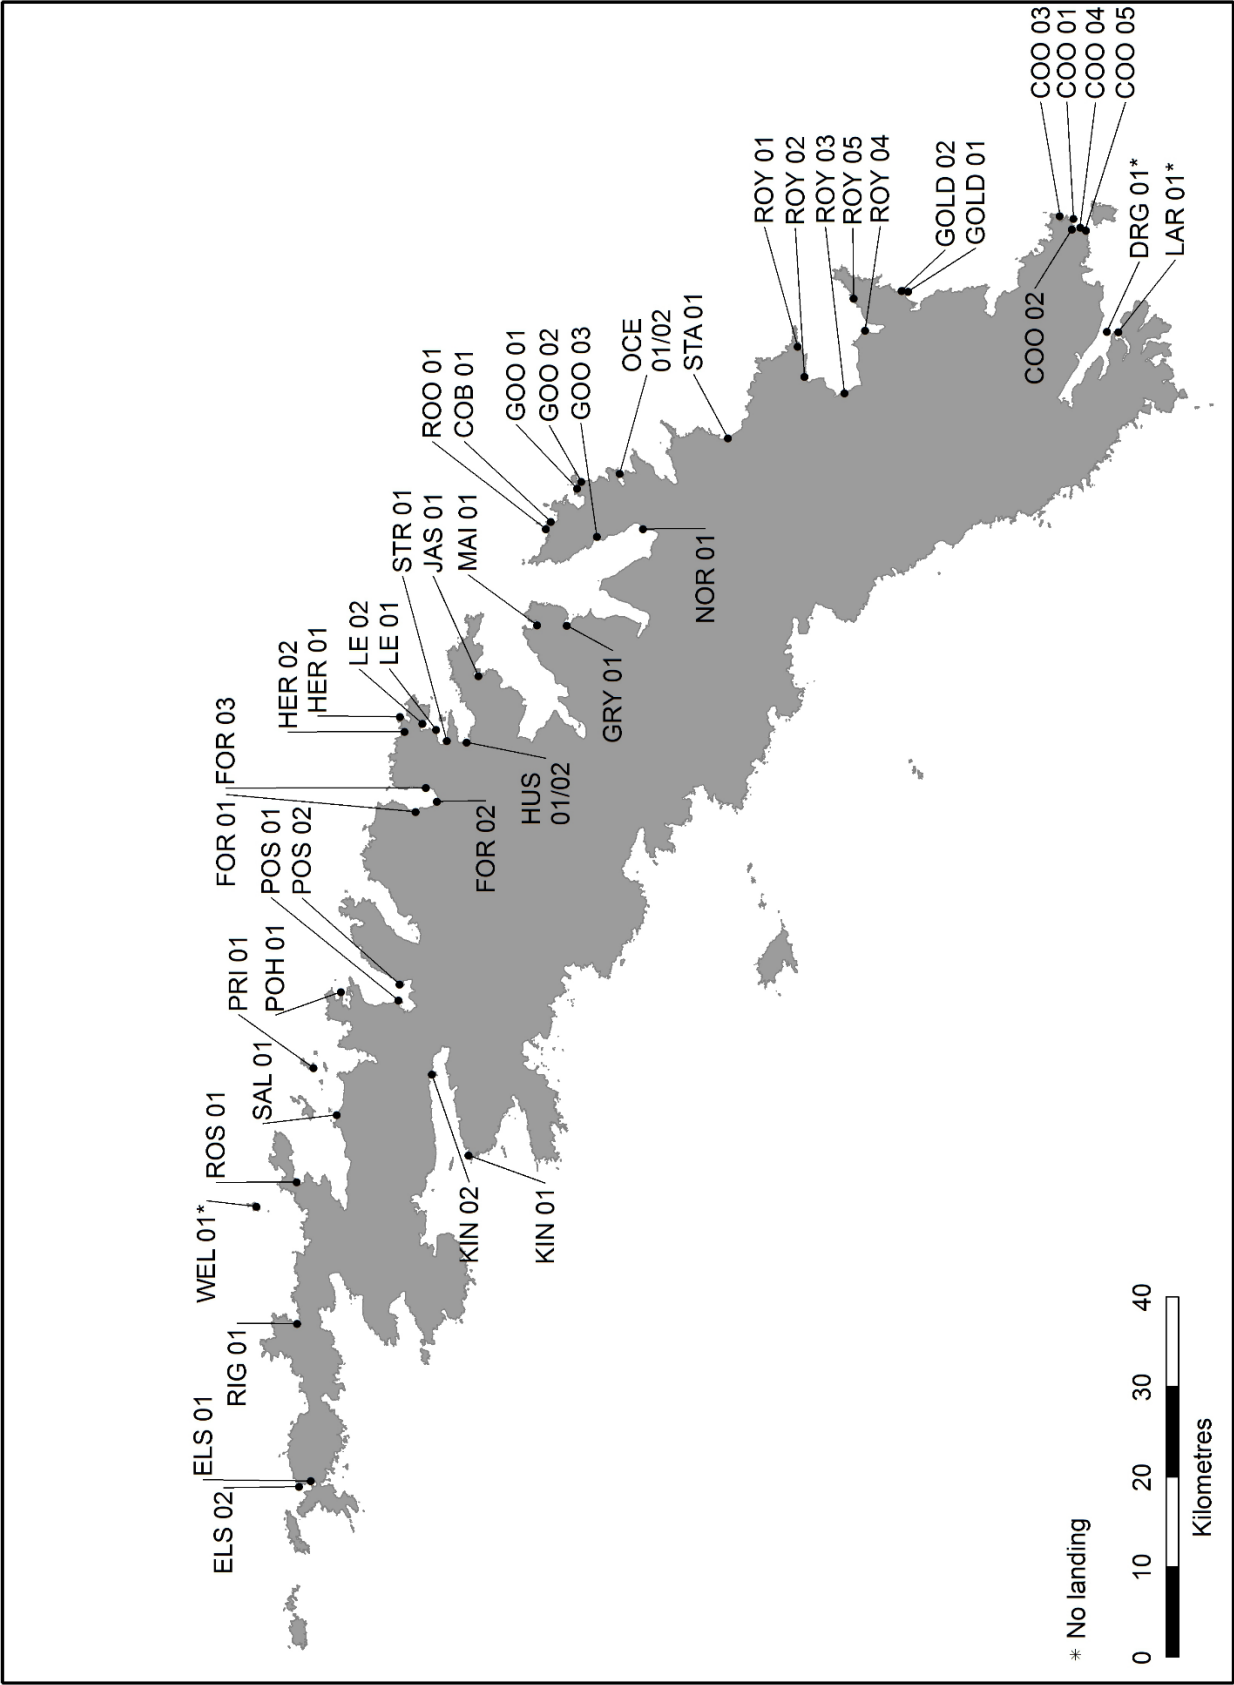 ELS 02
ELS 01
RIG 01
WEL 01*
ROS 01
SAL 01
PRI 01
POH 01
POS 01
POS 02
FOR 01
FOR 03
FOR 02
HER 02
HER 01
LE 02
LE 01
STR 01
JAS 01
MAI 01
HUS
01/02
GRY 01
NOR 01
ROO 01
COB 01
GOO 01
GOO 02
GOO 03
OCE
01/02
STA 01
ROY 01
ROY 02
ROY 03
ROY 05
ROY 04
GOLD 02
GOLD 01
COO 03
COO 01
COO 04
COO 05
COO 02
DRG 01*
LAR 01*
KIN 02
KIN 01
* No landing
0 10 20 30 40
Kilometres